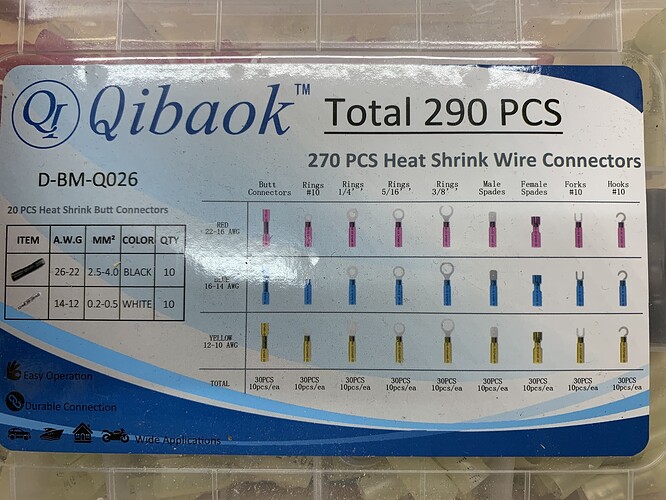 QI Qibaok™
Total 290 PCS
270 PCS Heat Shrink Wire Connectors
D-BM-Q026
20 PCS Heat Shrink Butt Connectors
ITEM A.W.G MM² COLOR QTY
26-22 2.5-4.0 BLACK 10
14-12 0.2-0.5 WHITE 10
Butt Connectors Rings #10 Rings 1/4'' Rings 5/16'' Rings 3/8'' Male Spades Female Spades Forks #10 Hooks #10
RED 22-16 AWG
BLUE 16-14 AWG
YELLOW 12-10 AWG
TOTAL 30PCS 30PCS 30PCS 30PCS 30PCS 30PCS 30PCS 30PCS 30PCS
10pcs/ea 10pcs/ea 10pcs/ea 10pcs/ea 10pcs/ea 10pcs/ea 10pcs/ea 10pcs/ea 10pcs/ea
Easy Operation
Durable Connection
Wide Applications